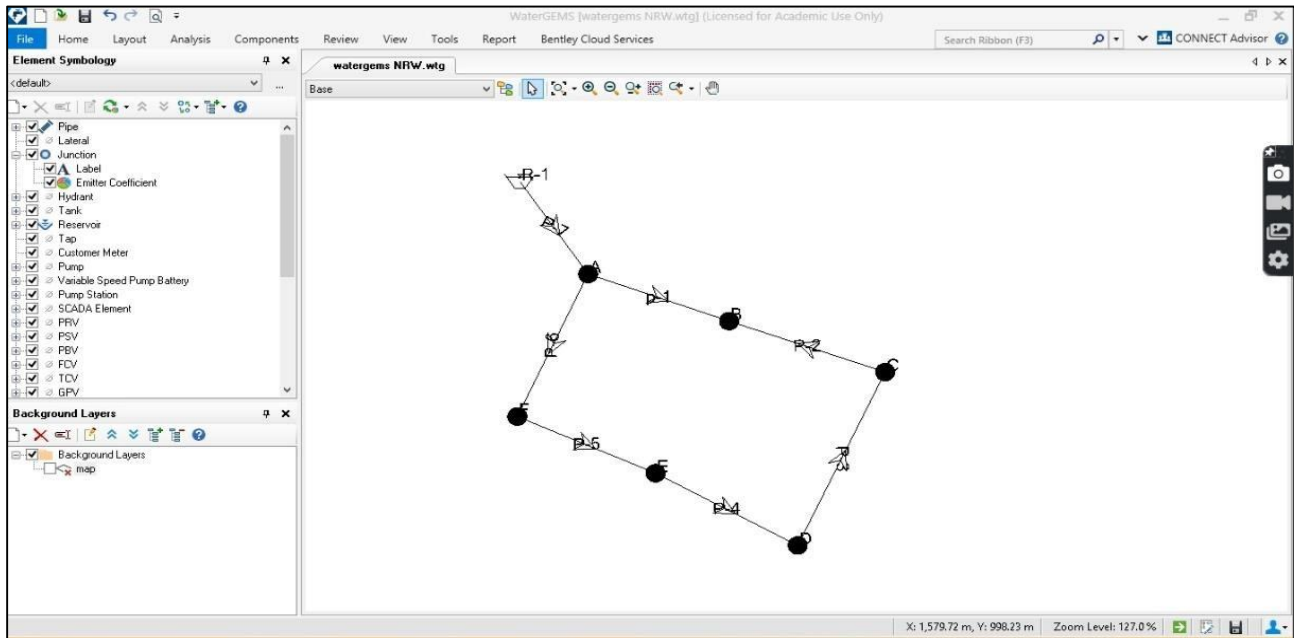 WaterGEMS [watergems NRW.wtg] (Licensed for Academic Use Only)
File Home Layout Analysis Components Review View Tools Report Bentley Cloud Services
Search Ribbon (F3)
CONNECT Advisor
Element Symbology
<default>
...
Pipe
Lateral
Junction
Label
Emitter Coefficient
Hydrant
Tank
Reservoir
Tap
Customer Meter
Pump
Variable Speed Pump Battery
Pump Station
SCADA Element
PRV
PSV
PBV
FCV
TCV
GPV
Background Layers
Background Layers
map
watergems NRW.wtg
Base
R-1
P-7
A
P-1
B
P-2
C
P-6
F
P-5
E
P-4
D
X: 1,579.72 m, Y: 998.23 m Zoom Level: 127.0 %